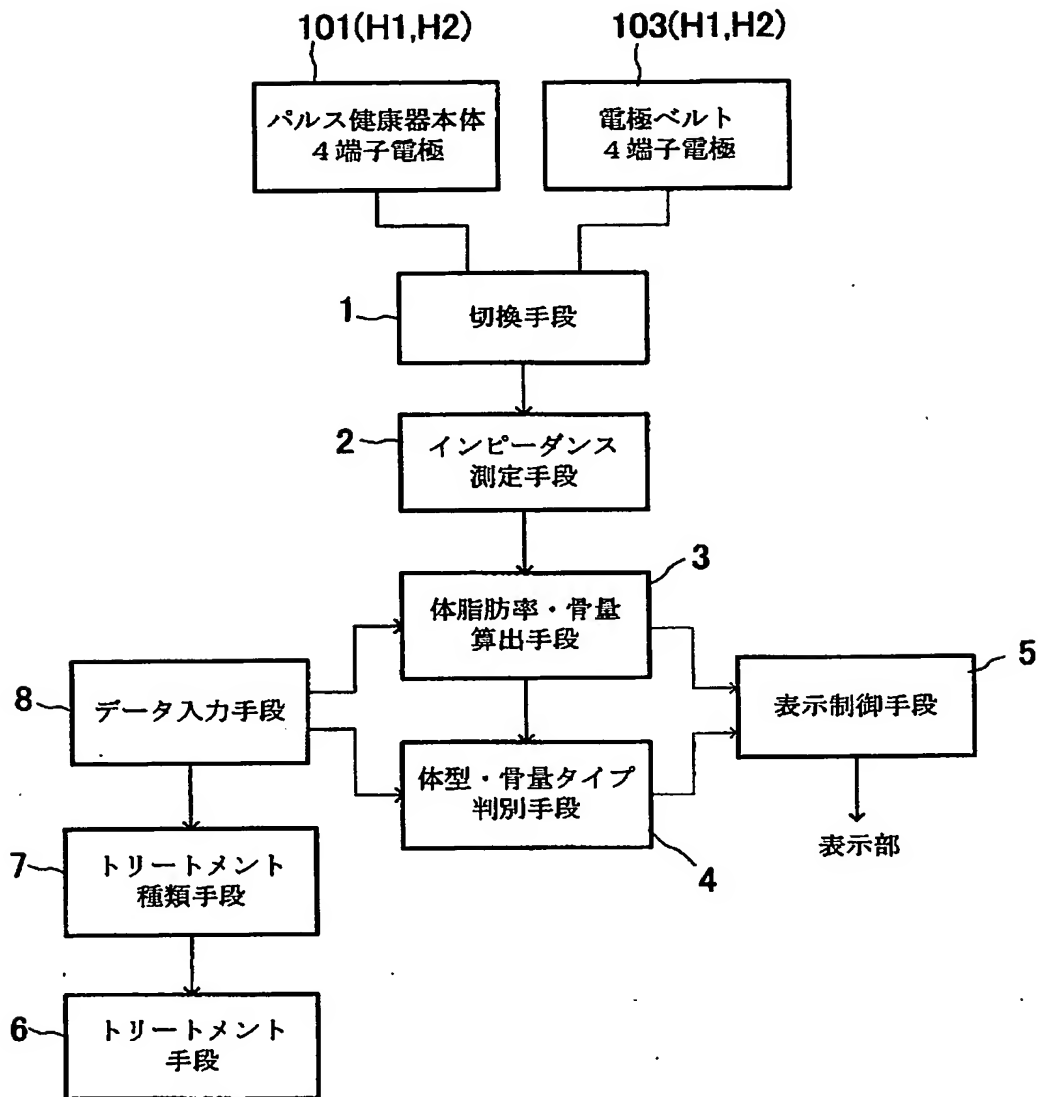 101(H1,H2)
103(H1,H2)
パルス健康器本体
4端子電極
電極ベルト
4端子電極
1
切換手段
2
インピーダンス
測定手段
3
体脂肪率・骨量
算出手段
5
8
データ入力手段
表示制御手段
体型・骨量タイプ
判別手段
4
表示部
7
トリートメント
種類手段
6
トリートメント
手段